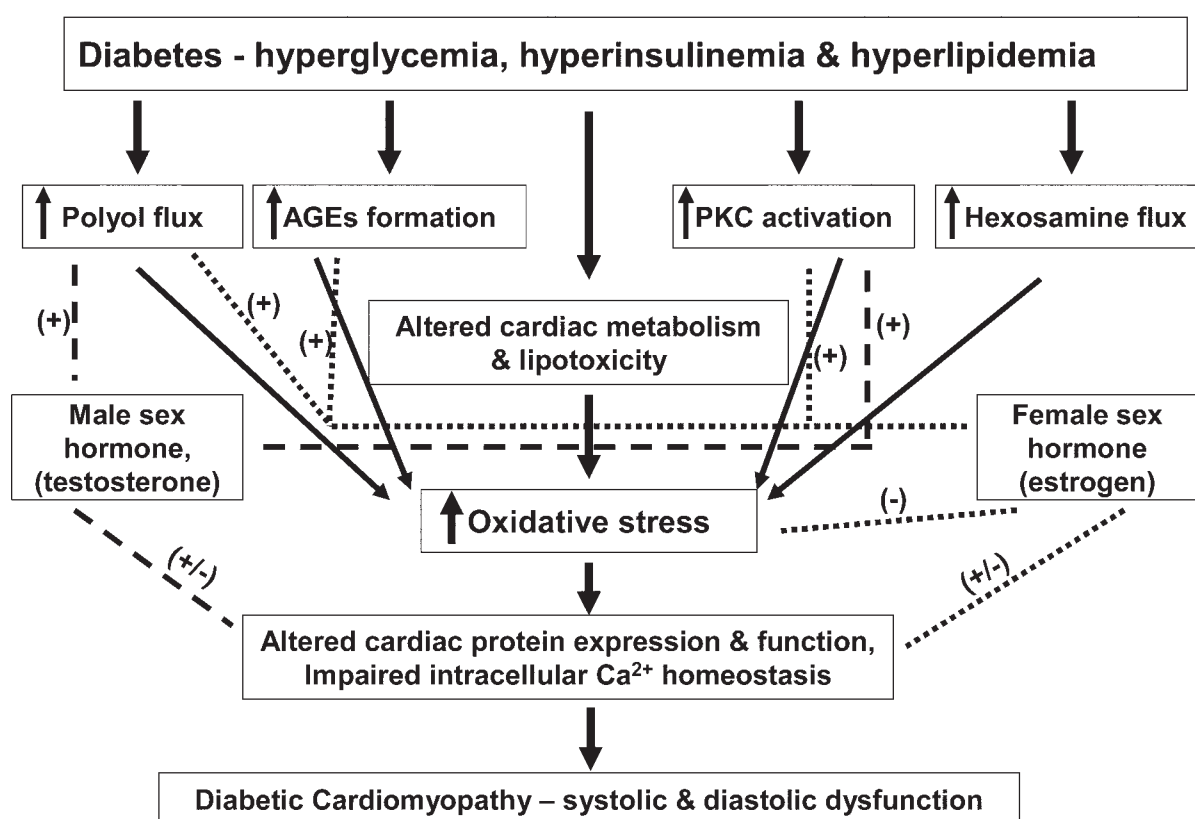 Diabetes - hyperglycemia, hyperinsulinemia & hyperlipidemia
Polyol flux
AGEs formation
PKC activation
Hexosamine flux
(+)
(+)
(+)
(+)
(+)
Altered cardiac metabolism
& lipotoxicity
Male sex
hormone,
(testosterone)
Female sex
hormone
(estrogen)
Oxidative stress
(-)
(+/-)
(+/-)
Altered cardiac protein expression & function,
Impaired intracellular Ca²⁺ homeostasis
Diabetic Cardiomyopathy – systolic & diastolic dysfunction